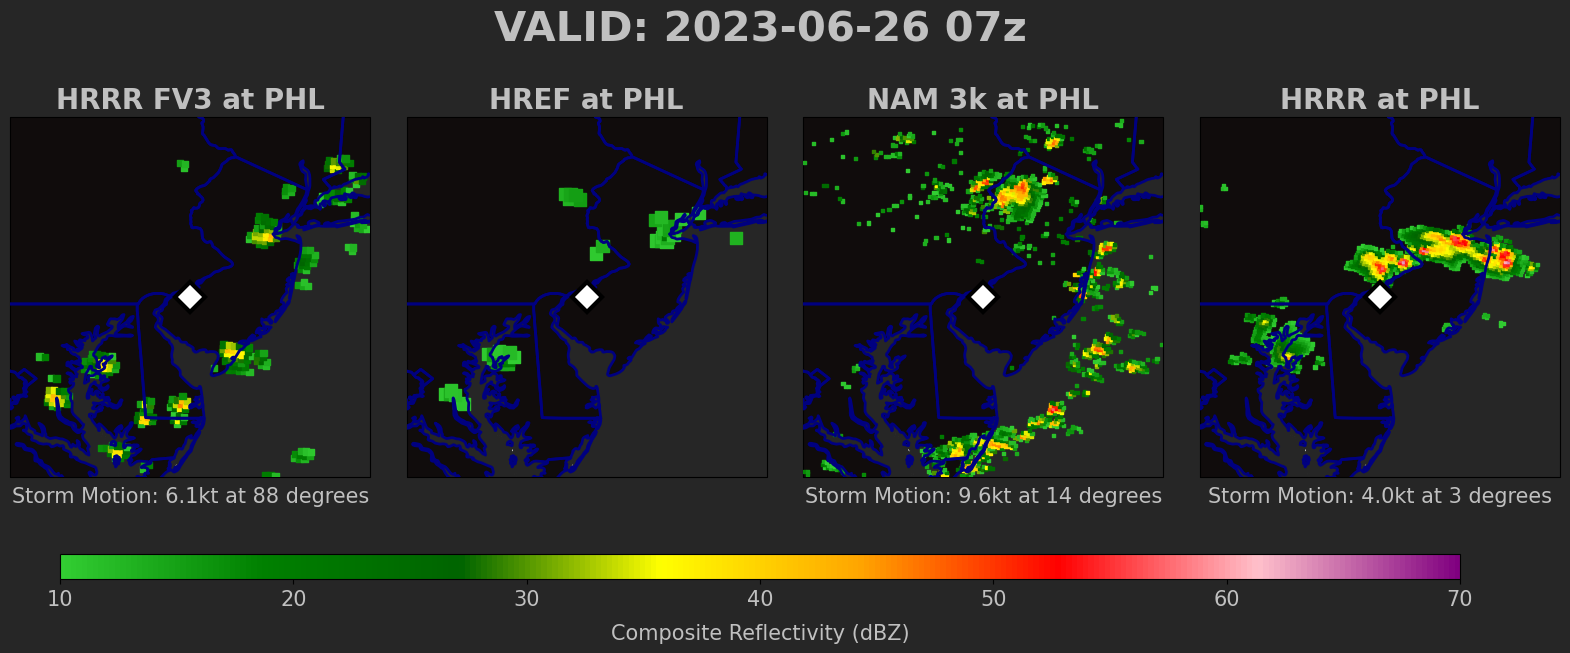 VALID: 2023-06-26 07z
HRRR FV3 at PHL
HREF at PHL
NAM 3k at PHL
HRRR at PHL
Storm Motion: 6.1kt at 88 degrees
Storm Motion: 9.6kt at 14 degrees
Storm Motion: 4.0kt at 3 degrees
10 20 30 40 50 60 70
Composite Reflectivity (dBZ)